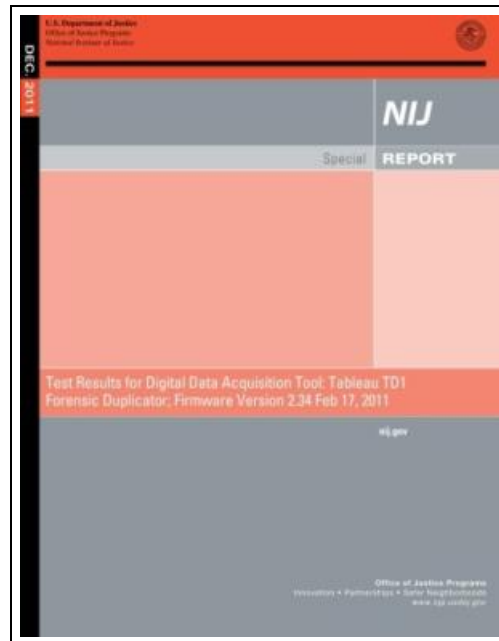 U.S. Department of Justice
Office of Justice Programs
National Institute of Justice
DEC. 2011
NIJ
Special REPORT
Test Results for Digital Data Acquisition Tool: Tableau TD1
Forensic Duplicator; Firmware Version 2.34 Feb 17, 2011
nij.gov
Office of Justice Programs
Innovation • Partnerships • Safer Neighborhoods
www.ojp.usdoj.gov